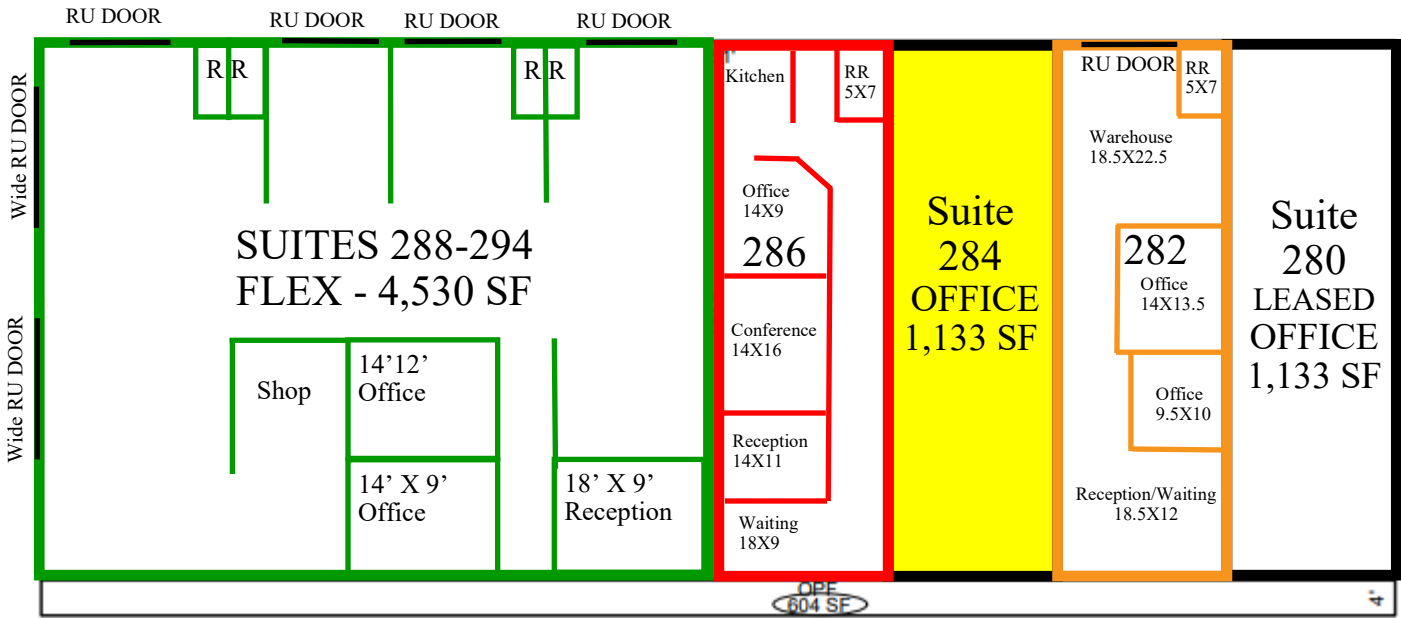 RU DOOR
RU DOOR
RU DOOR
RU DOOR
Wide RU DOOR
Wide RU DOOR
R R
R R
SUITES 288-294
FLEX - 4,530 SF
Shop
14’12’
Office
14’ X 9’
Office
18’ X 9’
Reception
Kitchen
RR
5X7
Office
14X9
286
Conference
14X16
Reception
14X11
Waiting
18X9
Suite
284
OFFICE
1,133 SF
RU DOOR
RR
5X7
Warehouse
18.5X22.5
282
Office
14X13.5
Office
9.5X10
Reception/Waiting
18.5X12
Suite
280
LEASED
OFFICE
1,133 SF
OPF
604 SF
4'